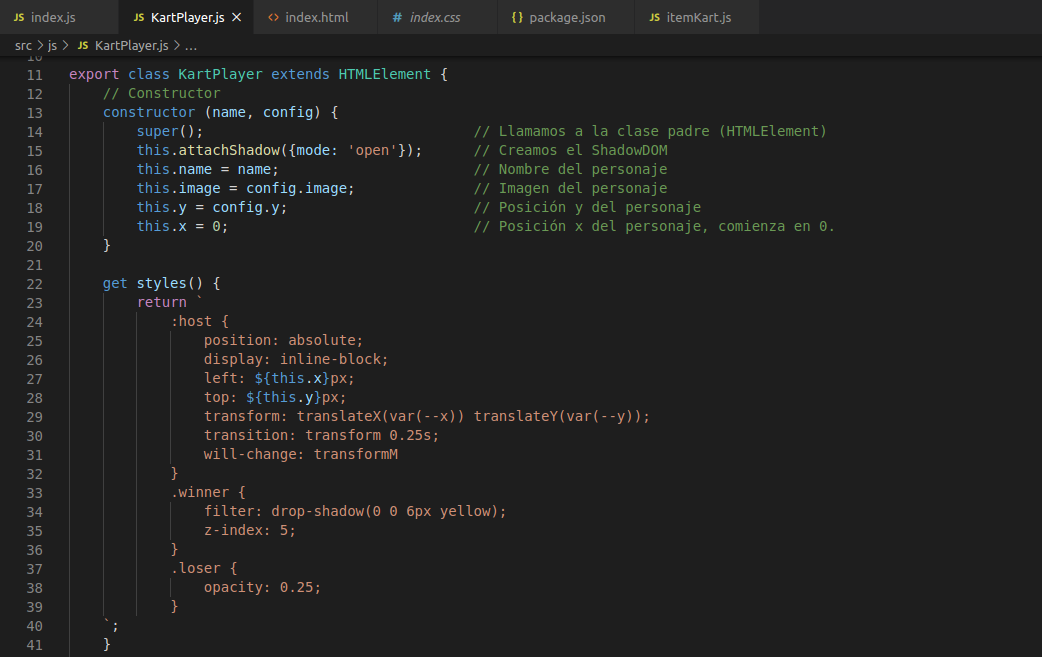 JS index.js JS KartPlayer.js × <> index.html # index.css {} package.json JS itemKart.js
src > js > JS KartPlayer.js > ...
10
11 export class KartPlayer extends HTMLElement {
12 // Constructor
13 constructor (name, config) {
14 super(); // Llamamos a la clase padre (HTMLElement)
15 this.attachShadow({mode: 'open'}); // Creamos el ShadowDOM
16 this.name = name; // Nombre del personaje
17 this.image = config.image; // Imagen del personaje
18 this.y = config.y; // Posición y del personaje
19 this.x = 0; // Posición x del personaje, comienza en 0.
20 }
21
22 get styles() {
23 return `
24 :host {
25 position: absolute;
26 display: inline-block;
27 left: ${this.x}px;
28 top: ${this.y}px;
29 transform: translateX(var(--x)) translateY(var(--y));
30 transition: transform 0.25s;
31 will-change: transformM
32 }
33 .winner {
34 filter: drop-shadow(0 0 6px yellow);
35 z-index: 5;
36 }
37 .loser {
38 opacity: 0.25;
39 }
40 `;
41 }